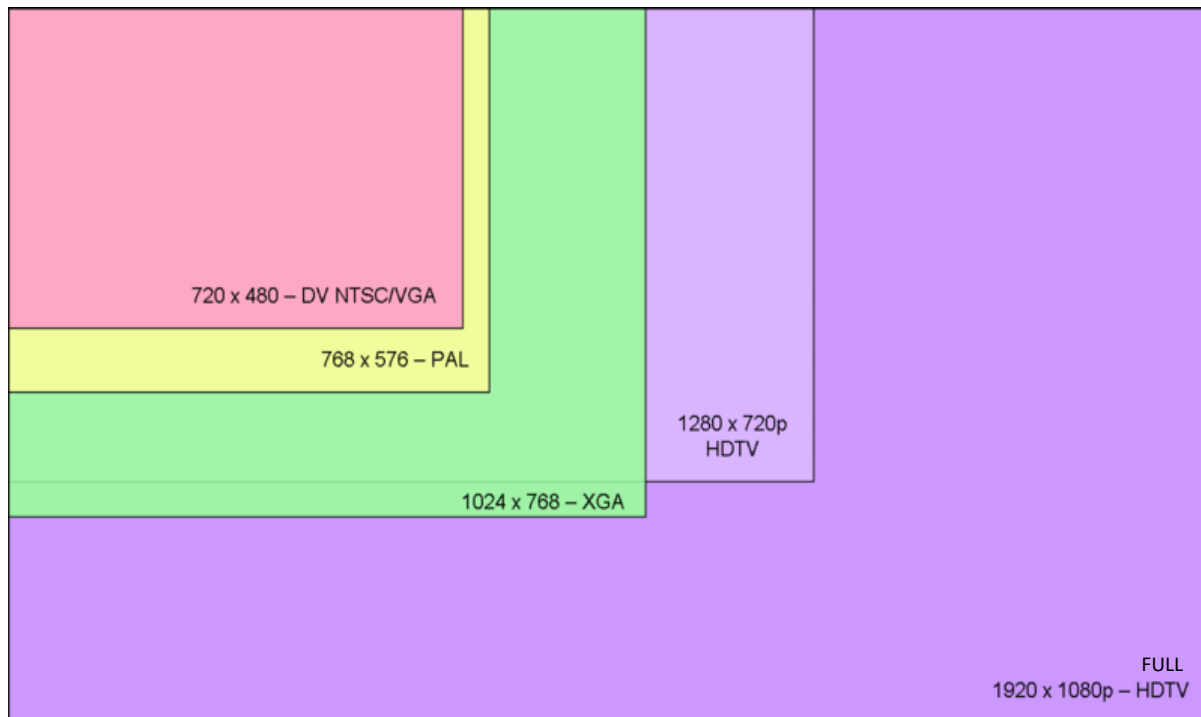 720 x 480 – DV NTSC/VGA
768 x 576 – PAL
1280 x 720p
HDTV
1024 x 768 – XGA
FULL
1920 x 1080p – HDTV